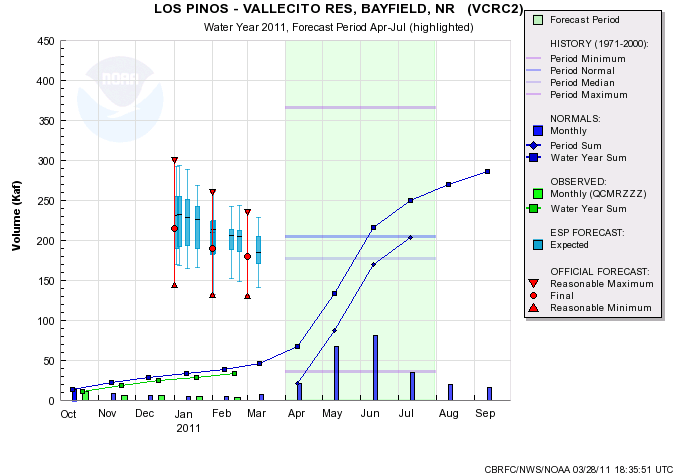 LOS PINOS - VALLECITO RES, BAYFIELD, NR (VCRC2)
Water Year 2011, Forecast Period Apr-Jul (highlighted)
NOAA
Volume (Kaf)
450
400
350
300
250
200
150
100
50
0
Oct Nov Dec Jan Feb Mar Apr May Jun Jul Aug Sep
2011
Forecast Period
HISTORY (1971-2000):
Period Minimum
Period Normal
Period Median
Period Maximum
NORMALS:
Monthly
Period Sum
Water Year Sum
OBSERVED:
Monthly (QCMRZZZ)
Water Year Sum
ESP FORECAST:
Expected
OFFICIAL FORECAST:
Reasonable Maximum
Final
Reasonable Minimum
CBRFC/NWS/NOAA 03/28/11 18:35:51 UTC